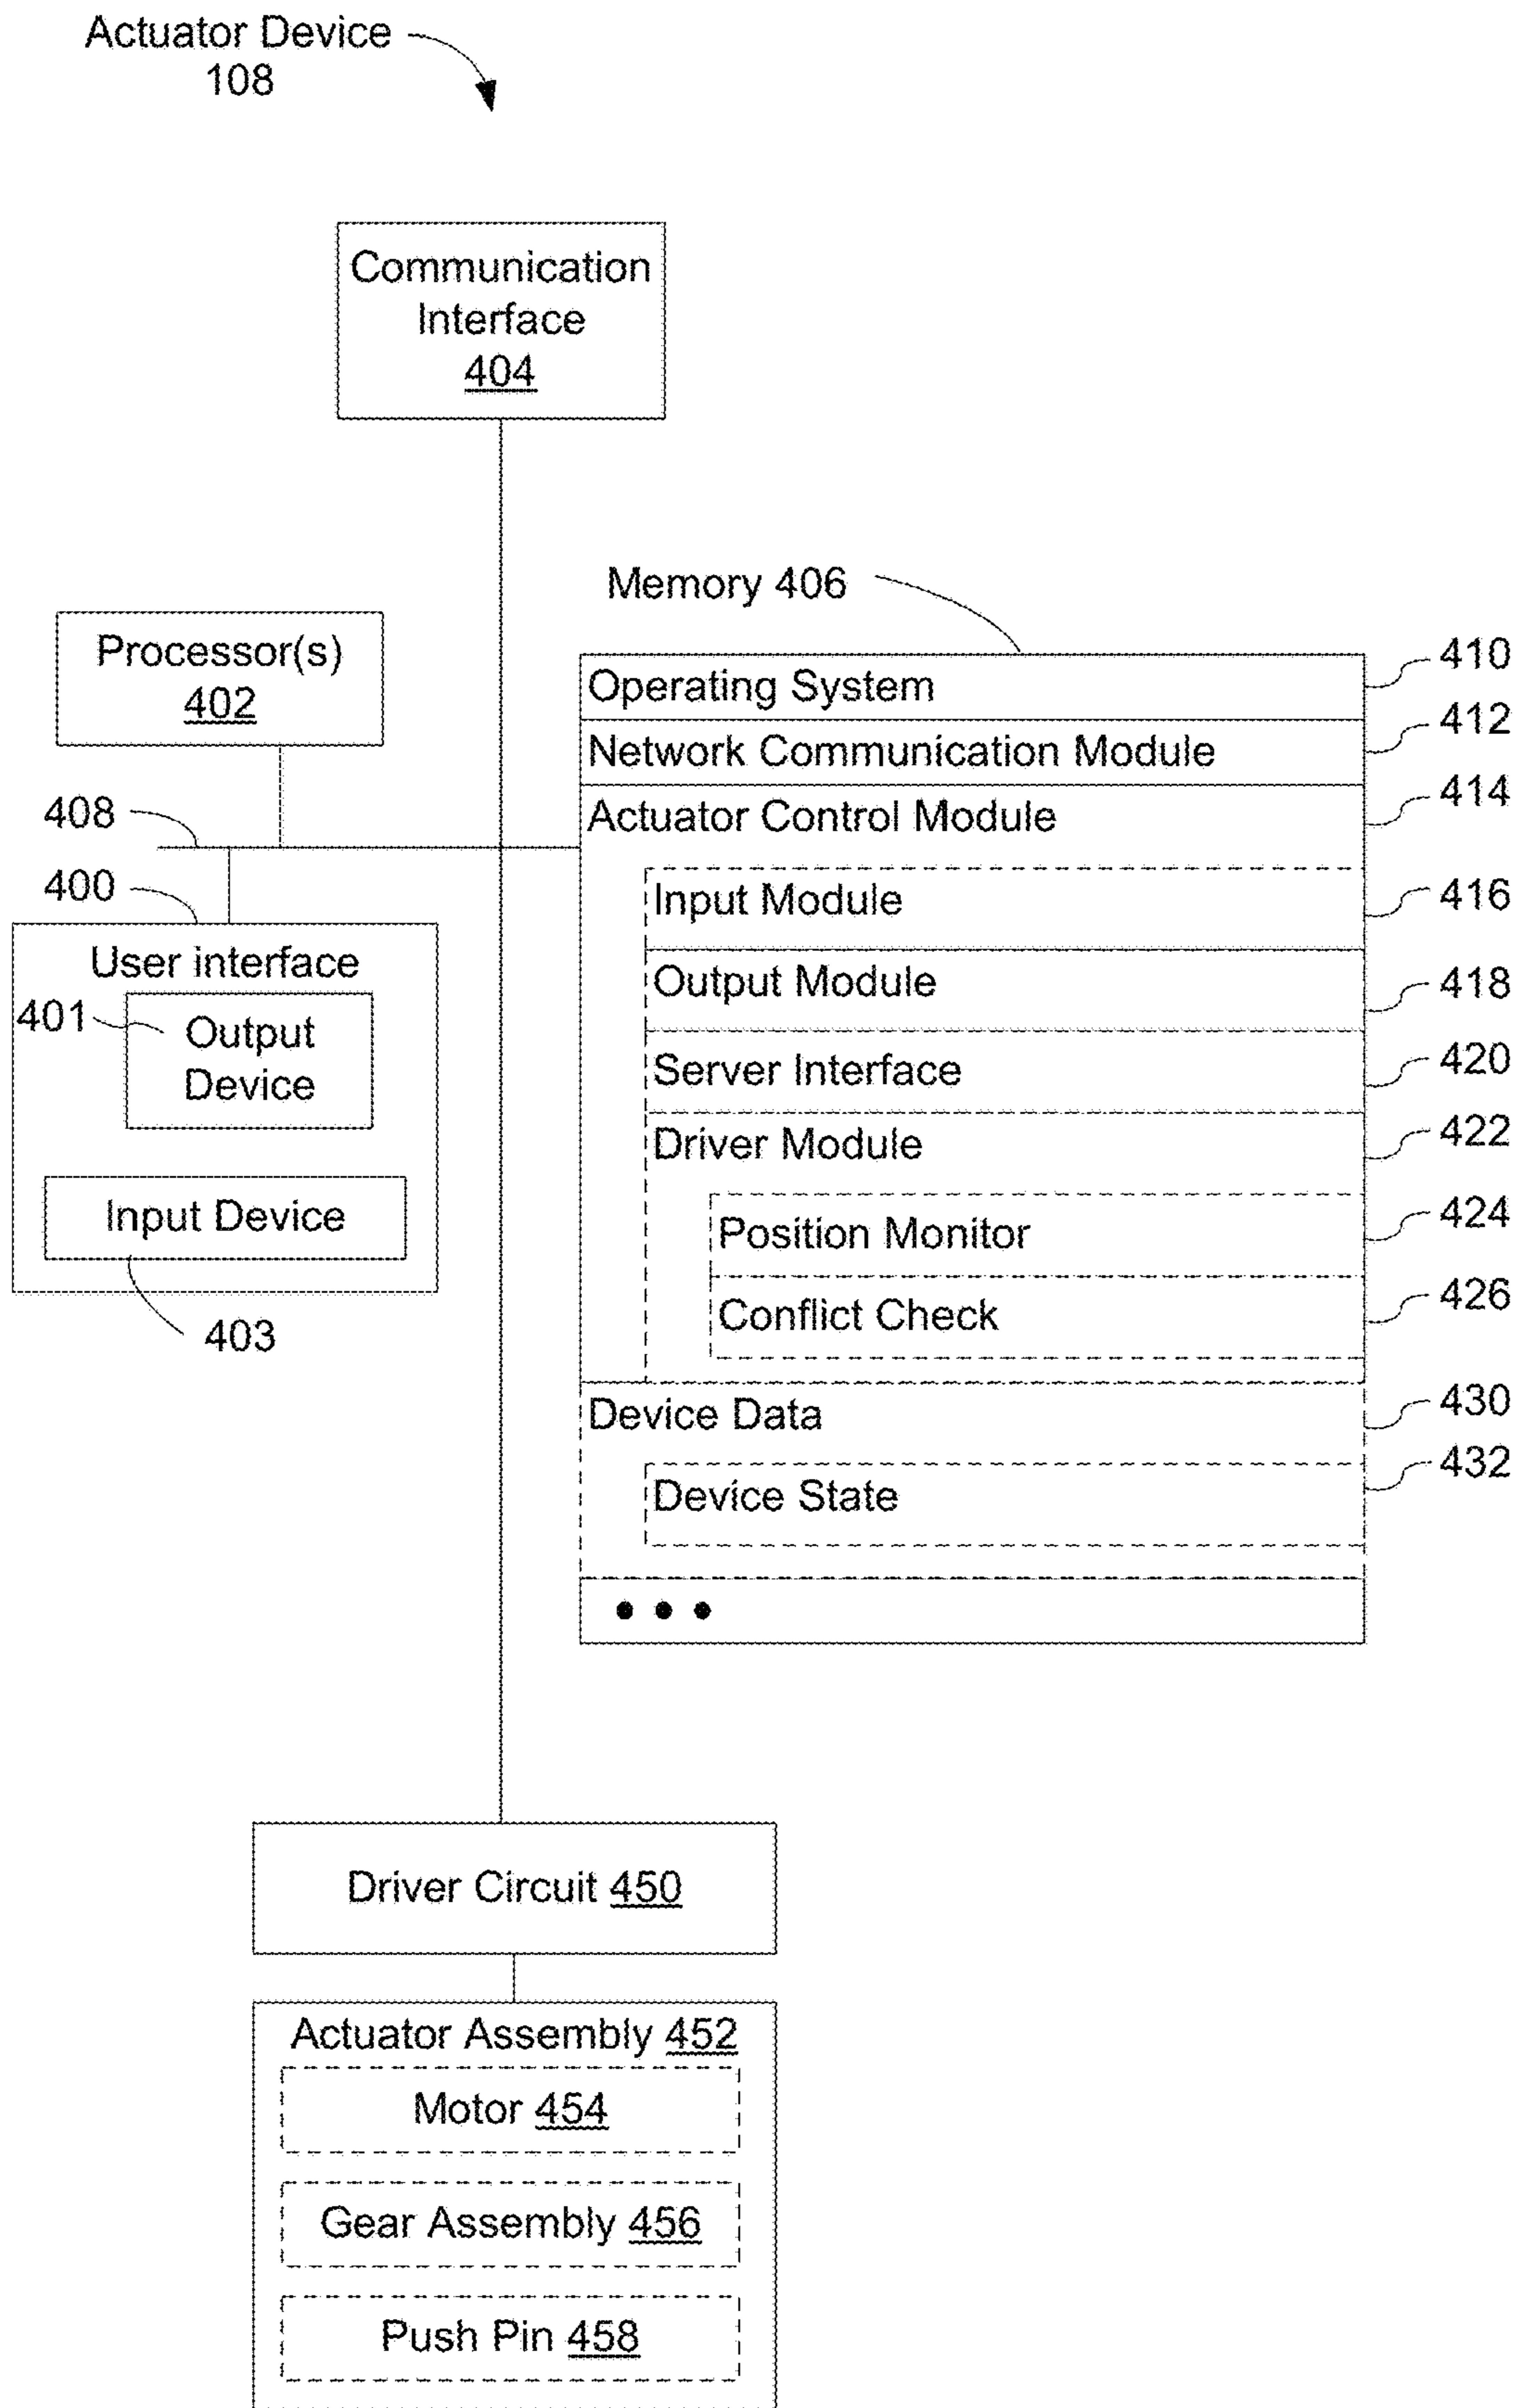 Actuator Device
108
Communication
Interface
404
Memory 406
Processor(s)
402
408
400
User interface
401
Output
Device
Input Device
403
Operating System 410
Network Communication Module 412
Actuator Control Module 414
Input Module 416
Output Module 418
Server Interface 420
Driver Module 422
Position Monitor 424
Conflict Check 426
Device Data 430
Device State 432
• • •
Driver Circuit 450
Actuator Assembly 452
Motor 454
Gear Assembly 456
Push Pin 458